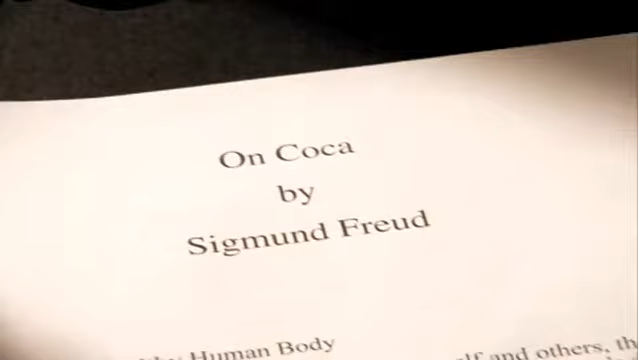 On Coca
by
Sigmund Freud
Human Body
and others,